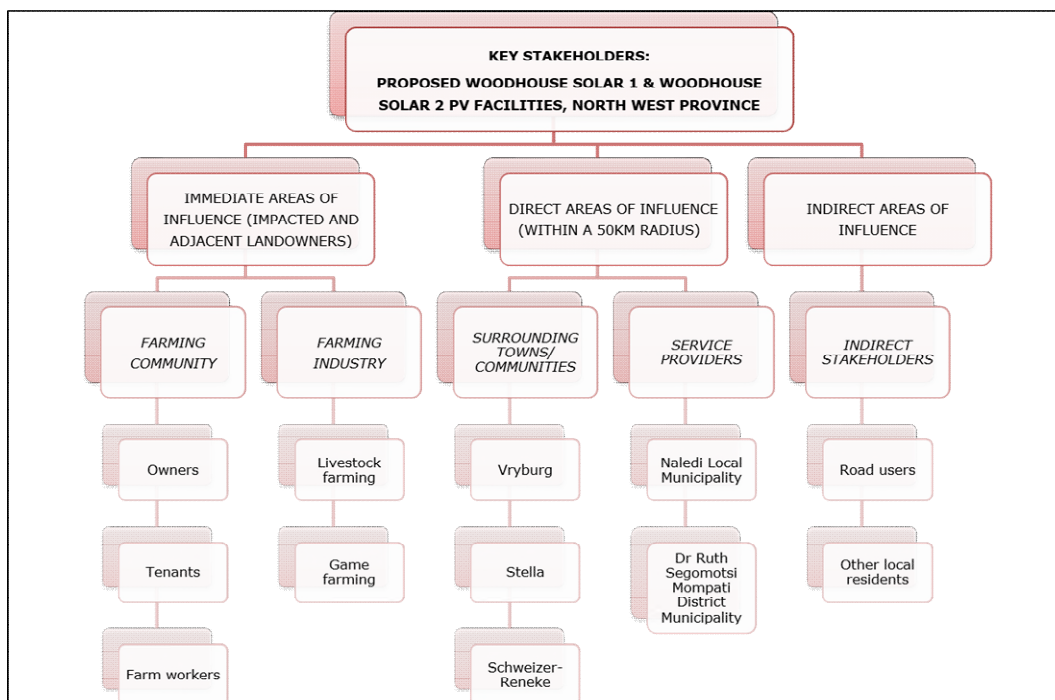 KEY STAKEHOLDERS:
PROPOSED WOODHOUSE SOLAR 1 & WOODHOUSE
SOLAR 2 PV FACILITIES, NORTH WEST PROVINCE
IMMEDIATE AREAS OF
INFLUENCE (IMPACTED AND
ADJACENT LANDOWNERS)
DIRECT AREAS OF INFLUENCE
(WITHIN A 50KM RADIUS)
INDIRECT AREAS OF
INFLUENCE
FARMING
COMMUNITY
FARMING
INDUSTRY
SURROUNDING
TOWNS/
COMMUNITIES
SERVICE
PROVIDERS
INDIRECT
STAKEHOLDERS
Owners
Livestock
farming
Vryburg
Naledi Local
Municipality
Road users
Tenants
Game
farming
Stella
Dr Ruth
Segomotsi
Mompati
District
Municipality
Other local
residents
Farm workers
Schweizer-
Reneke